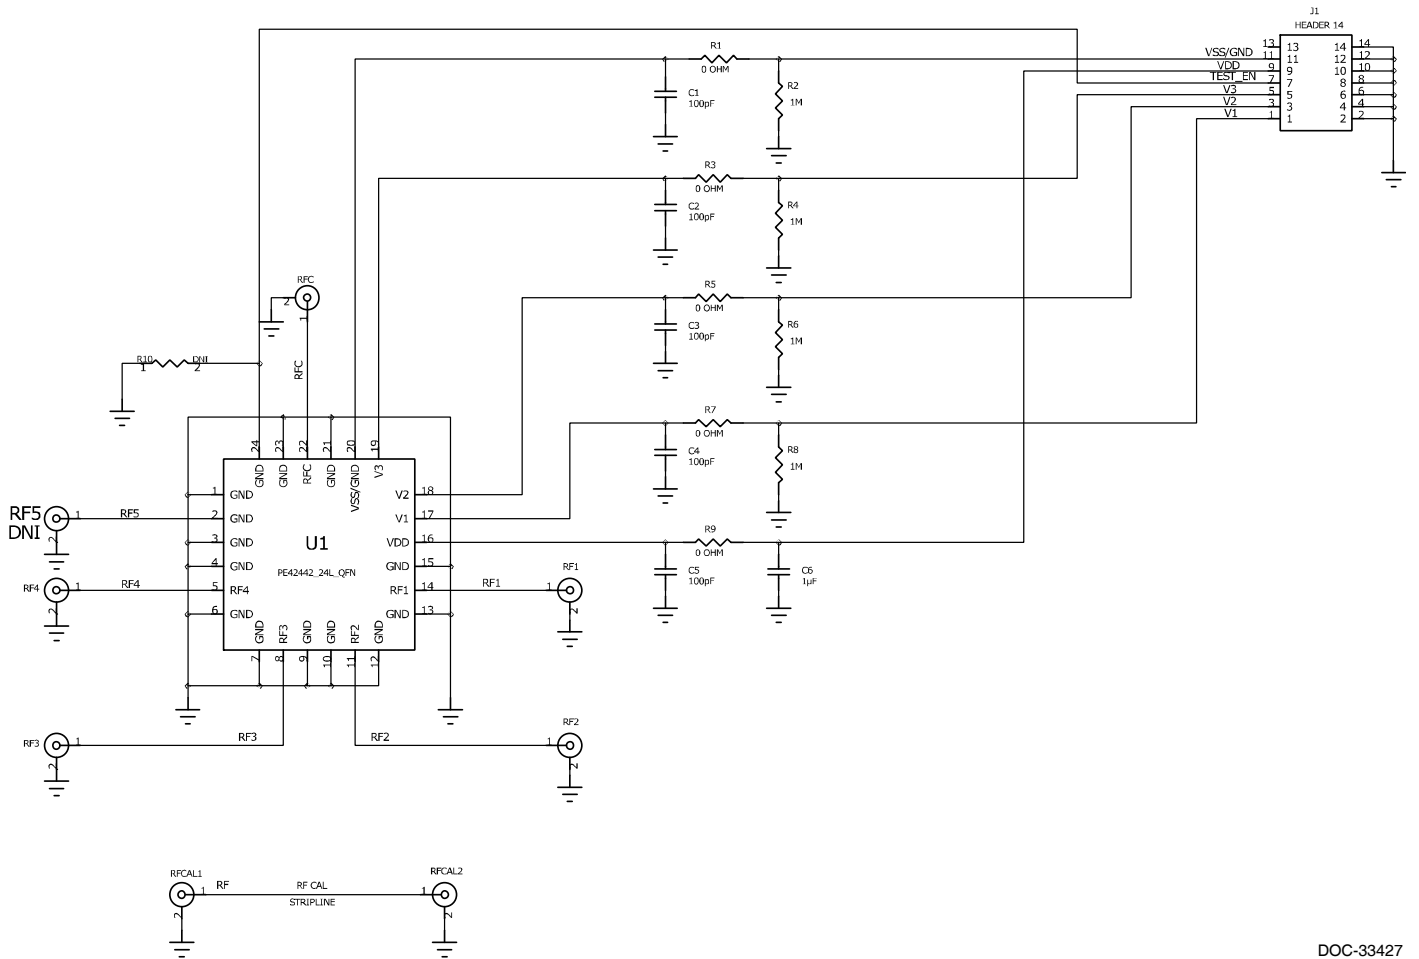 J1
HEADER 14
13 13 14 14
VSS/GND 11 11 12 12
VDD 9 9 10 10
TEST_EN 7 7 8 8
V3 5 5 6 6
V2 3 3 4 4
V1 1 1 2 2
R1
0 OHM
C1
100pF
R2
1M
R3
0 OHM
C2
100pF
R4
1M
R5
0 OHM
C3
100pF
R6
1M
R7
0 OHM
C4
100pF
R8
1M
R9
0 OHM
C5
100pF
C6
1µF
RFC
2
1
RFC
R10 DNI
1 2
24 23 22 21 20 19
GND GND RFC GND VSS/GND V3
1 GND
2 GND
3 GND
4 GND
5 RF4
6 GND
V2 18
V1 17
VDD 16
GND 15
RF1 14
GND 13
U1
PE42442_24L_QFN
GND RF3 GND GND RF2 GND
7 8 9 10 11 12
RF5
DNI
1 RF5
2
RF4 1 RF4
2
RF1
RF1 1
2
RF3 1 RF3
2
RF2
RF2 1
2
RFCAL1
1 RF
2
RF CAL
STRIPLINE
RFCAL2
1
2
DOC-33427